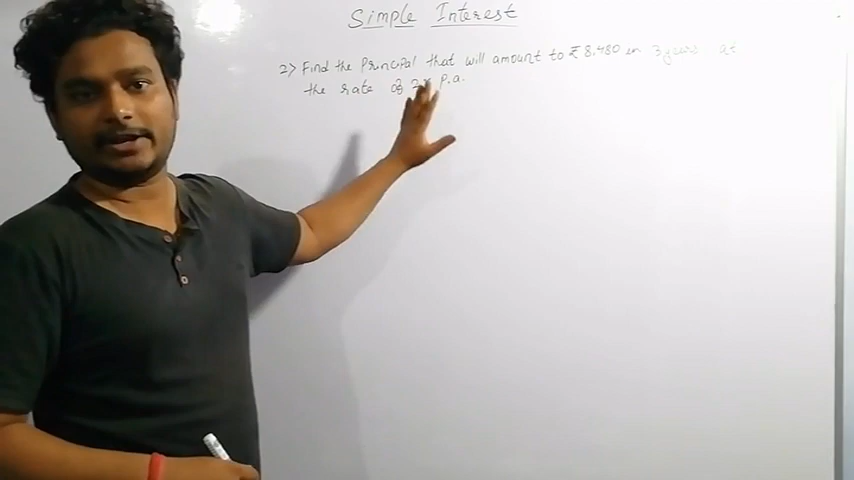 Simple Interest
2> Find the Principal that will amount to ₹ 8,480 in 3 years at
the rate of 2% p.a.